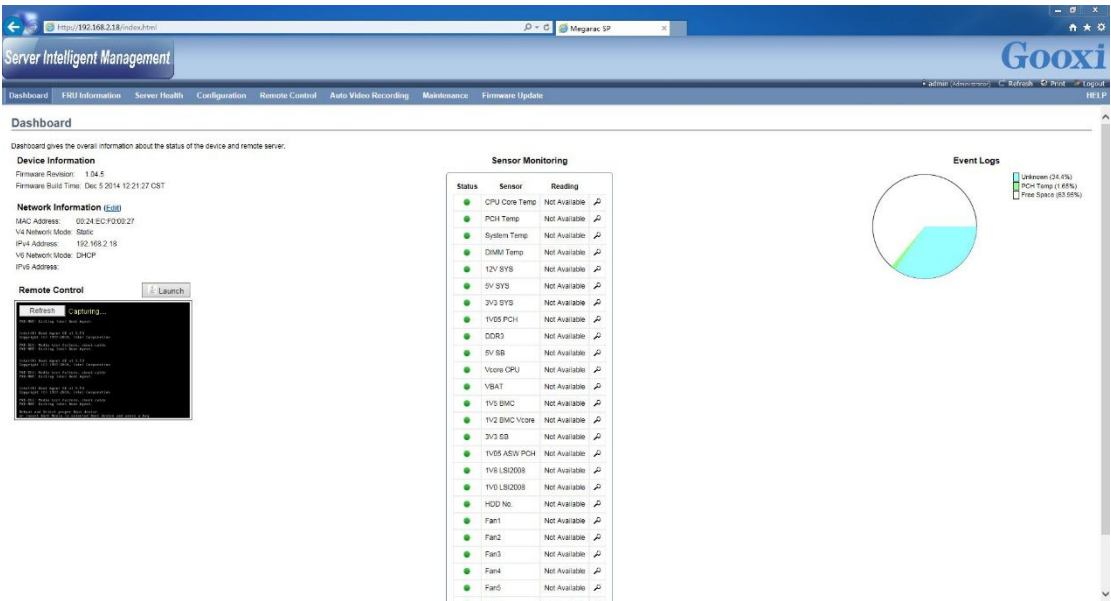 http://192.168.2.18/index.html
Megarac SP
Server Intelligent Management
Gooxi
admin (Administrator) Refresh Print Logout
Dashboard FRU Information Server Health Configuration Remote Control Auto Video Recording Maintenance Firmware Update HELP
Dashboard
Dashboard gives the overall information about the status of the device and remote server.
Device Information
Firmware Revision: 1.04.5
Firmware Build Time: Dec 5 2014 12:21:27 CST
Network Information (Edit)
MAC Address: 00:24:EC:F0:00:27
V4 Network Mode: Static
IPv4 Address: 192.168.2.18
V6 Network Mode: DHCP
IPv6 Address:
Remote Control Launch
Refresh Capturing...
Sensor Monitoring
Status Sensor Reading
CPU Core Temp Not Available
PCH Temp Not Available
System Temp Not Available
DIMM Temp Not Available
12V SYS Not Available
5V SYS Not Available
3V3 SYS Not Available
1V05 PCH Not Available
DDR3 Not Available
5V SB Not Available
Vcore CPU Not Available
VBAT Not Available
1V5 BMC Not Available
1V2 BMC Vcore Not Available
3V3 SB Not Available
1V05 ASW PCH Not Available
1V8 LSI2008 Not Available
1V0 LSI2008 Not Available
HDD No. Not Available
Fan1 Not Available
Fan2 Not Available
Fan3 Not Available
Fan4 Not Available
Fan5 Not Available
Event Logs
Unknown (34.4%)
PCH Temp (1.65%)
Free Space (63.95%)